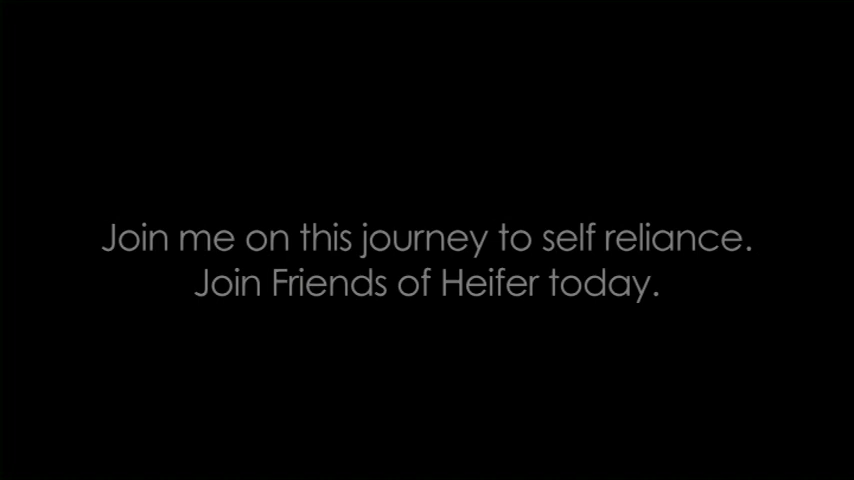 Join me on this journey to self reliance.
Join Friends of Heifer today.